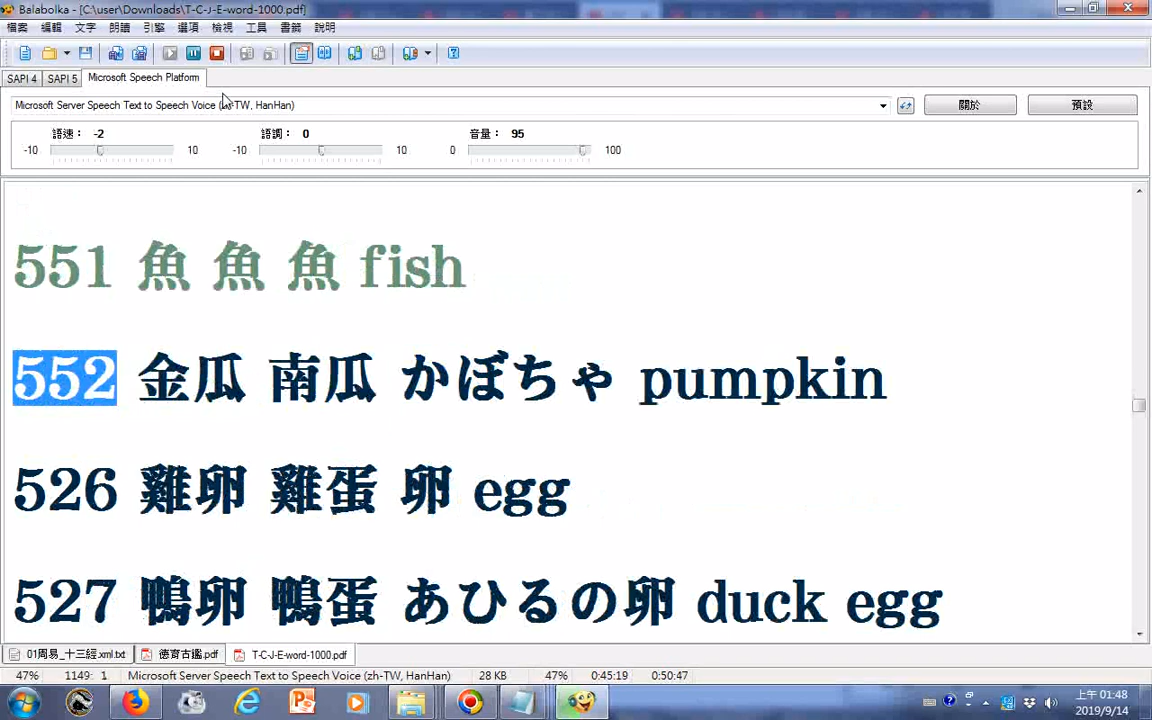 Balabolka - [C:\user\Downloads\T-C-J-E-word-1000.pdf]
檔案 編輯 文字 朗讀 引擎 選項 檢視 工具 書籤 說明
SAPI 4 SAPI 5 Microsoft Speech Platform
Microsoft Server Speech Text to Speech Voice (zh-TW, HanHan) 關於 預設
語速： -2 語調： 0 音量： 95
-10 10 -10 10 0 100
551 魚 魚 魚 fish
552 金瓜 南瓜 かぼちゃ pumpkin
526 雞卵 雞蛋 卵 egg
527 鴨卵 鴨蛋 あひるの卵 duck egg
01周易_十三經.xml.txt 德育古鑑.pdf T-C-J-E-word-1000.pdf
47% 1149: 1 Microsoft Server Speech Text to Speech Voice (zh-TW, HanHan) 28 KB 47% 0:45:19 0:50:47
上午 01:48
2019/9/14